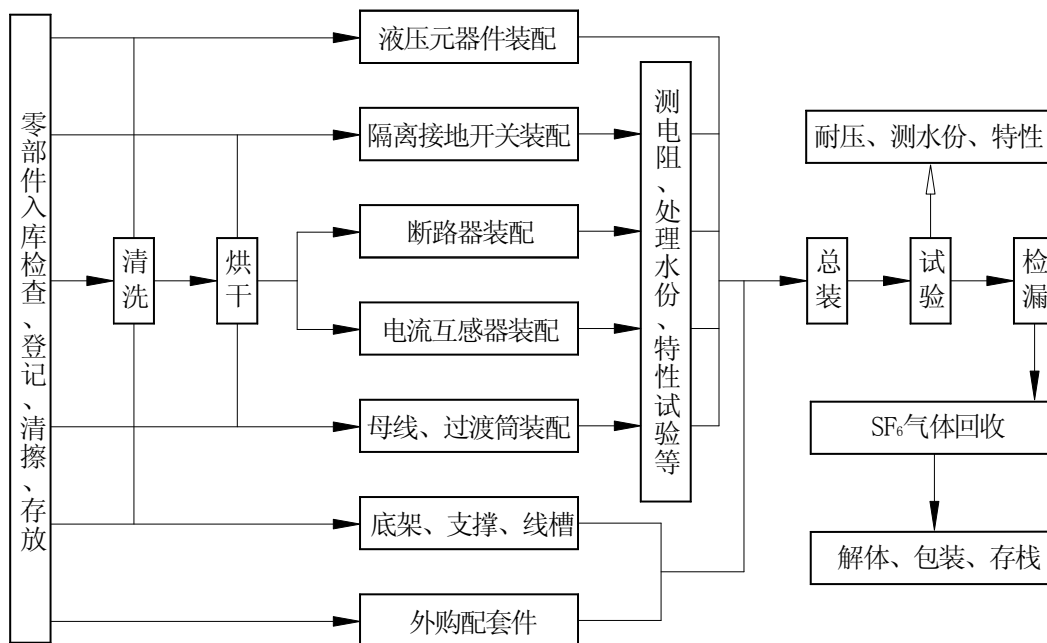 零部件入库检查、登记、清擦、存放
清洗
烘干
液压元器件装配
隔离接地开关装配
断路器装配
电流互感器装配
母线、过渡筒装配
底架、支撑、线槽
外购配套件
测电阻、处理水份、特性试验等
总装
试验
检漏
耐压、测水份、特性
SF₆气体回收
解体、包装、存栈